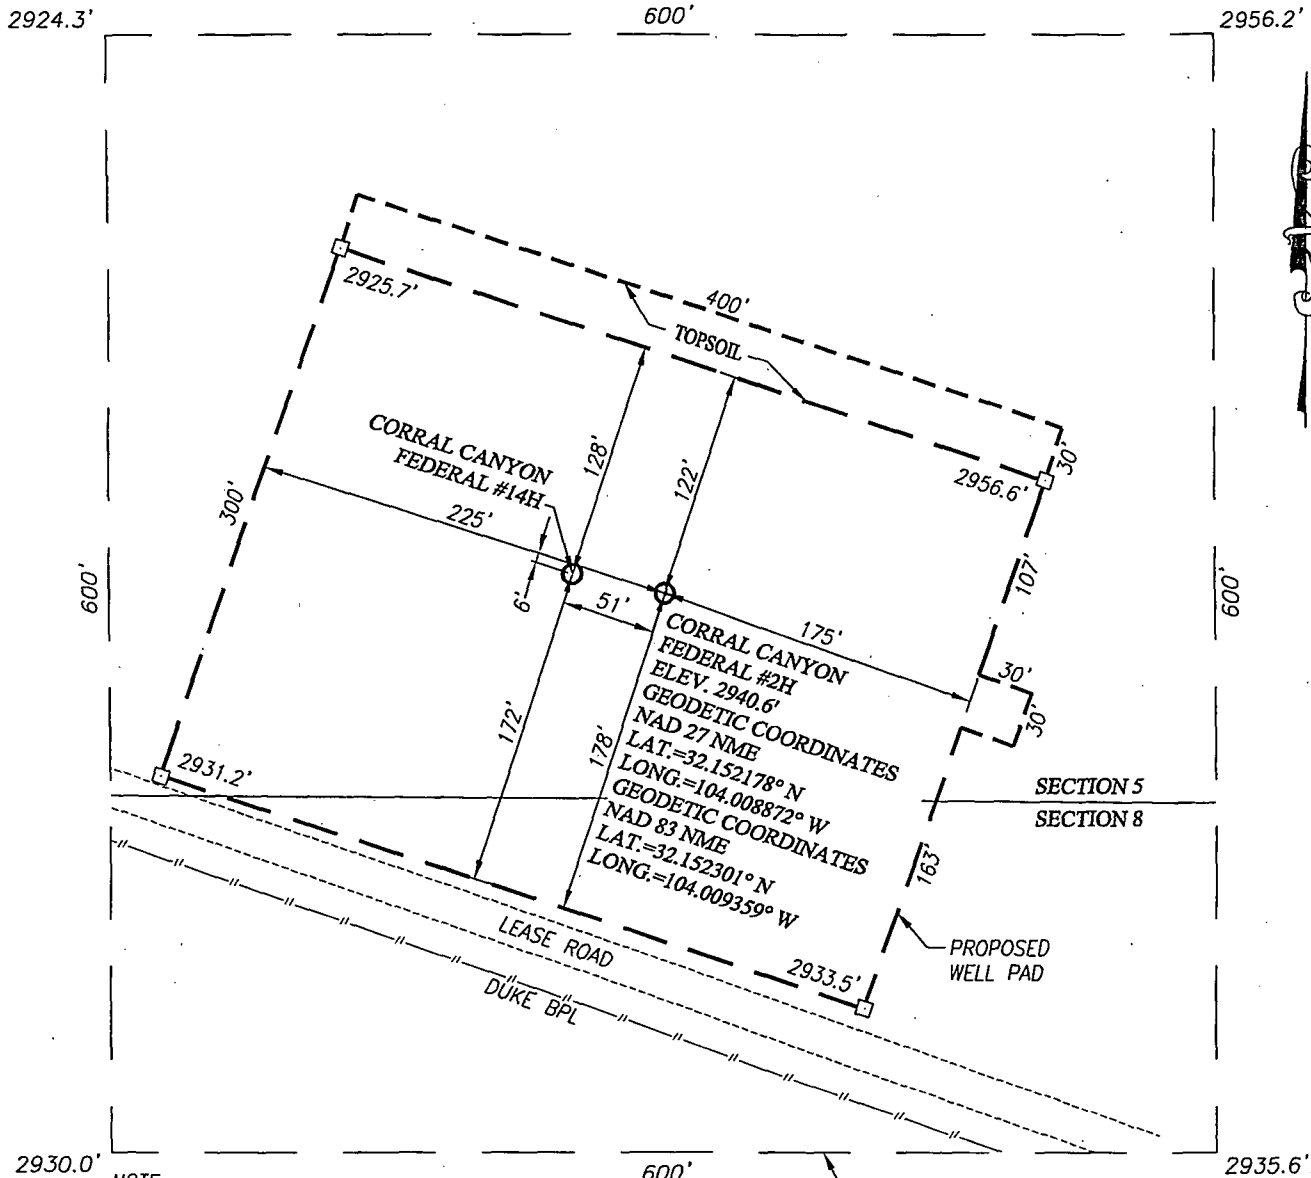 2924.3'
600'
2956.2'
400'
TOPSOIL
2925.7'
2956.6'
30'
CORRAL CANYON
FEDERAL #14H
128'
122'
300'
225'
107'
600'
600'
6'
51'
175'
30'
30'
CORRAL CANYON
FEDERAL #2H
ELEV. 2940.6'
GEODETIC COORDINATES
NAD 27 NME
LAT.=32.152178° N
LONG.=104.008872° W
GEODETIC COORDINATES
NAD 83 NME
LAT.=32.152301° N
LONG.=104.009359° W
172'
178'
2931.2'
SECTION 5
SECTION 8
163'
LEASE ROAD
DUKE BPL
2933.5'
PROPOSED
WELL PAD
2930.0'
600'
2935.6'